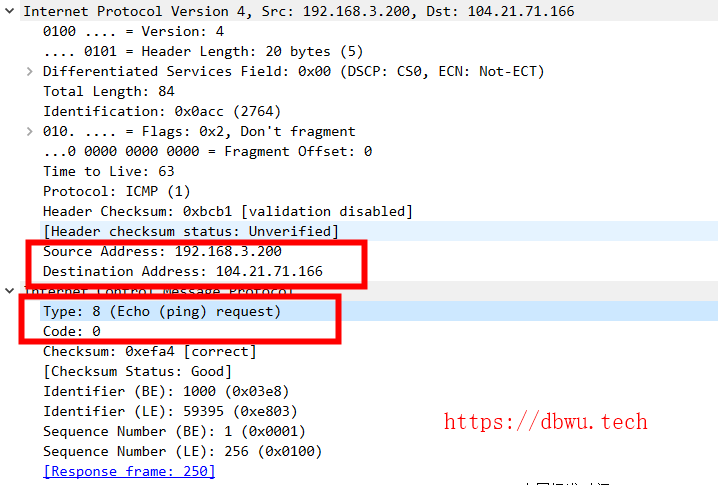 Internet Protocol Version 4, Src: 192.168.3.200, Dst: 104.21.71.166
0100 .... = Version: 4
.... 0101 = Header Length: 20 bytes (5)
Differentiated Services Field: 0x00 (DSCP: CS0, ECN: Not-ECT)
Total Length: 84
Identification: 0x0acc (2764)
010. .... = Flags: 0x2, Don't fragment
...0 0000 0000 0000 = Fragment Offset: 0
Time to Live: 63
Protocol: ICMP (1)
Header Checksum: 0xbcb1 [validation disabled]
[Header checksum status: Unverified]
Source Address: 192.168.3.200
Destination Address: 104.21.71.166
Internet Control Message Protocol
Type: 8 (Echo (ping) request)
Code: 0
Checksum: 0xefa4 [correct]
[Checksum Status: Good]
Identifier (BE): 1000 (0x03e8)
Identifier (LE): 59395 (0xe803)
Sequence Number (BE): 1 (0x0001)
Sequence Number (LE): 256 (0x0100)
[Response frame: 250]
https://dbwu.tech